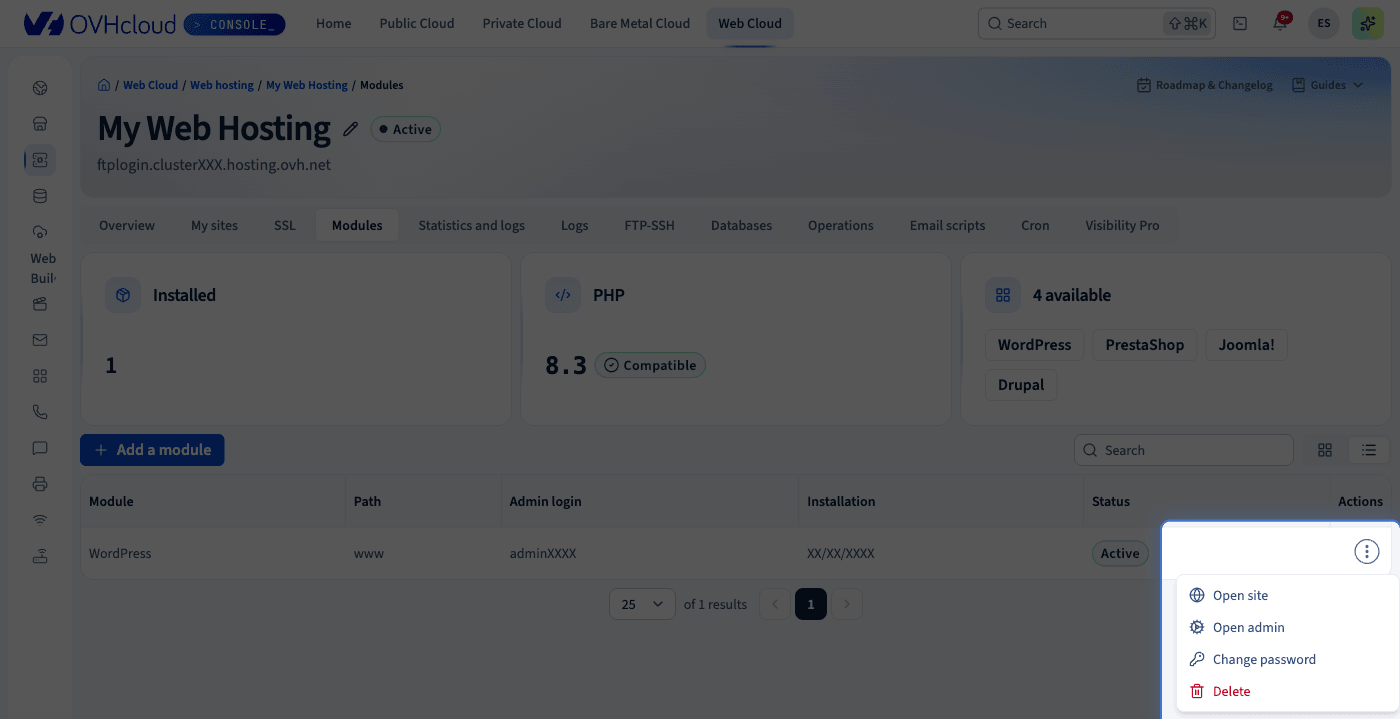 OVHcloud > CONSOLE_ Home Public Cloud Private Cloud Bare Metal Cloud Web Cloud Search ⇧⌘K 9+ ES
/ Web Cloud / Web hosting / My Web Hosting / Modules Roadmap & Changelog Guides
My Web Hosting Active
ftplogin.clusterXXX.hosting.ovh.net
Overview My sites SSL Modules Statistics and logs Logs FTP-SSH Databases Operations Email scripts Cron Visibility Pro
Web
Buil
Installed
1
PHP
8.3 Compatible
4 available
WordPress PrestaShop Joomla!
Drupal
+ Add a module Search
Module Path Admin login Installation Status Actions
WordPress www adminXXXX XX/XX/XXXX Active
25 of 1 results < 1 >
Open site
Open admin
Change password
Delete